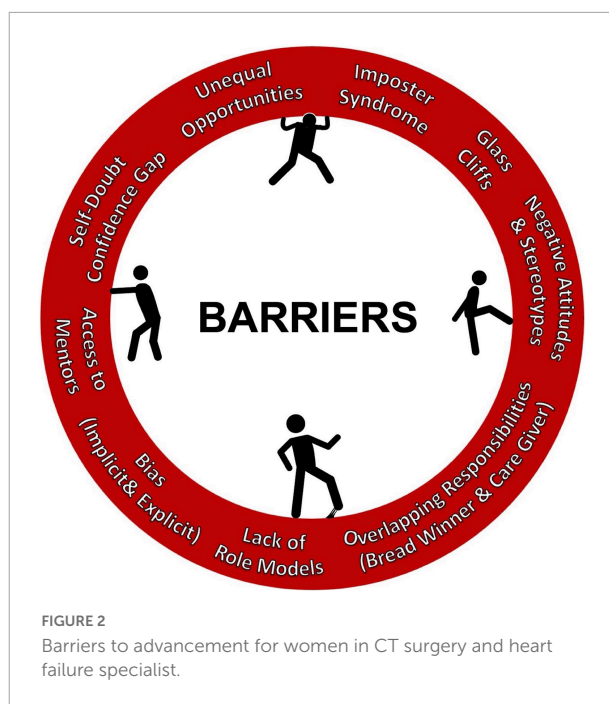 Unequal
Opportunities
Imposter
Syndrome
Glass
Cliffs
Negative Attitudes
& Stereotypes
Overlapping Responsibilities
(Bread Winner & Care Giver)
Lack of
Role Models
Bias
(Implicit& Explicit)
Access to
Mentors
Self-Doubt
Confidence Gap
BARRIERS
FIGURE 2
Barriers to advancement for women in CT surgery and heart
failure specialist.